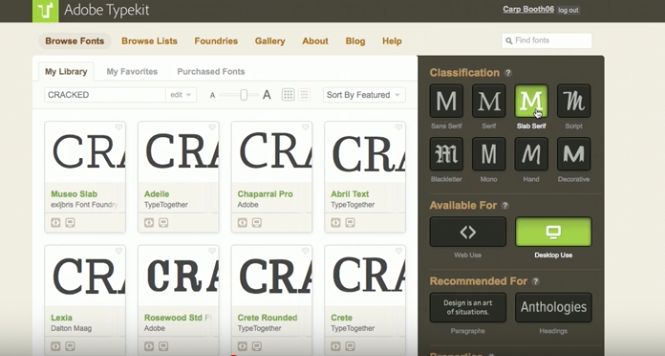 Adobe Typekit
Carp Booth06 log out
Browse Fonts Browse Lists Foundries Gallery About Blog Help
Find fonts
My Library My Favorites Purchased Fonts
CRACKED edit A A Sort By Featured
CRA CRA CRA CRA
Museo Slab Adelle Chaparral Pro Abril Text
exljbris Font Foundry TypeTogether Adobe TypeTogether
CRA CRA CRA CRA
Lexia Rosewood Std F Crete Rounded Crete
Dalton Maag Adobe TypeTogether TypeTogether
Classification ?
M M M M
Sans Serif Serif Slab Serif Script
M M M M
Blackletter Mono Hand Decorative
Available For ?
Web Use Desktop Use
Recommended For ?
Design is an art
of situations.
Anthologies
Paragraphs Headings
Properties